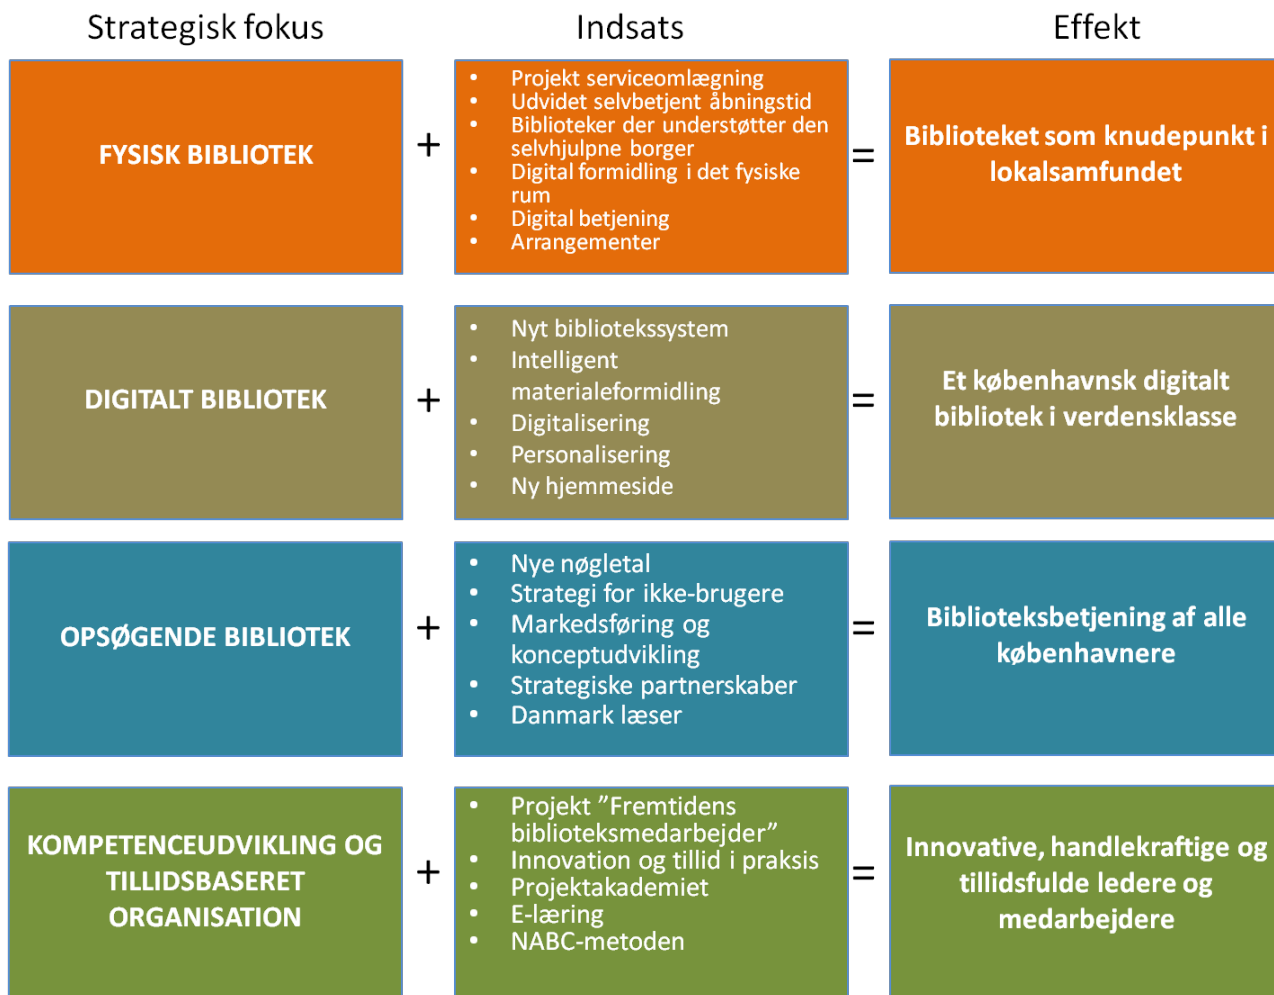 Strategisk fokus
Indsats
Effekt
FYSISK BIBLIOTEK
+
• Projekt serviceomlægning
• Udvidet selvbetjent åbningstid
• Biblioteker der understøtter den
selvhjulpne borger
• Digital formidling i det fysiske
rum
• Digital betjening
• Arrangementer
=
Biblioteket som knudepunkt i
lokalsamfundet
DIGITALT BIBLIOTEK
+
• Nyt bibliotekssystem
• Intelligent
materialeformidling
• Digitalisering
• Personalisering
• Ny hjemmeside
=
Et københavnsk digitalt
bibliotek i verdensklasse
OPSØGENDE BIBLIOTEK
+
• Nye nøgletal
• Strategi for ikke-brugere
• Markedsføring og
konceptudvikling
• Strategiske partnerskaber
• Danmark læser
=
Biblioteksbetjening af alle
københavnere
KOMPETENCEUDVIKLING OG
TILLIDSBASERET
ORGANISATION
+
• Projekt ”Fremtidens
biblioteksmedarbejder”
• Innovation og tillid i praksis
• Projektakademiet
• E-læring
• NABC-metoden
=
Innovative, handlekraftige og
tillidsfulde ledere og
medarbejdere